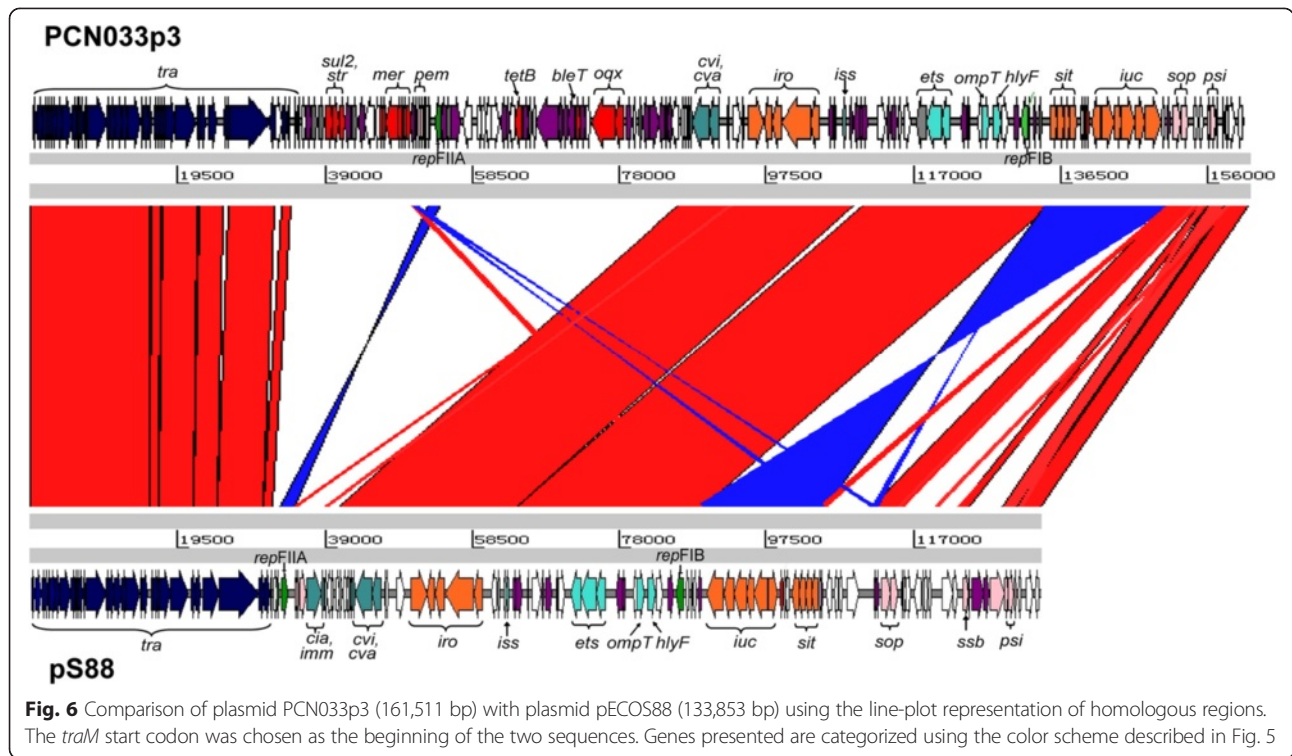 PCN033p3
tra
sul2,
str
mer
pem
tetB
bleT
oqx
cvi,
cva
iro
iss
ets
ompT
hlyF
sit
iuc
sop
psi
repFIIA
repFIB
19500
39000
58500
78000
97500
117000
136500
156000
19500
39000
58500
78000
97500
117000
repFIIA
repFIB
tra
cia,
imm
cvi,
cva
iro
iss
ets
ompT
hlyF
iuc
sit
sop
ssb
psi
pS88
Fig. 6 Comparison of plasmid PCN033p3 (161,511 bp) with plasmid pECOS88 (133,853 bp) using the line-plot representation of homologous regions.
The traM start codon was chosen as the beginning of the two sequences. Genes presented are categorized using the color scheme described in Fig. 5